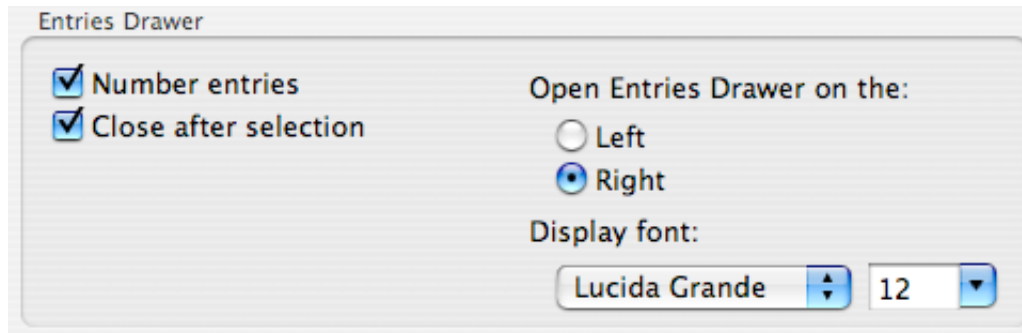 Entries Drawer
Number entries
Close after selection
Open Entries Drawer on the:
Left
Right
Display font:
Lucida Grande 12